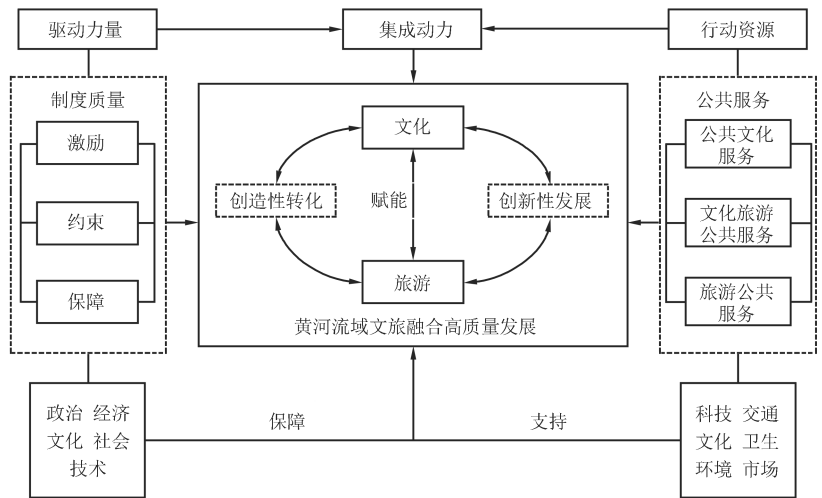 驱动力量
集成动力
行动资源
制度质量
激励
约束
保障
文化
创造性转化
赋能
创新性发展
旅游
黄河流域文旅融合高质量发展
公共服务
公共文化
服务
文化旅游
公共服务
旅游公共
服务
政治 经济
文化 社会
技术
保障
支持
科技 交通
文化 卫生
环境 市场